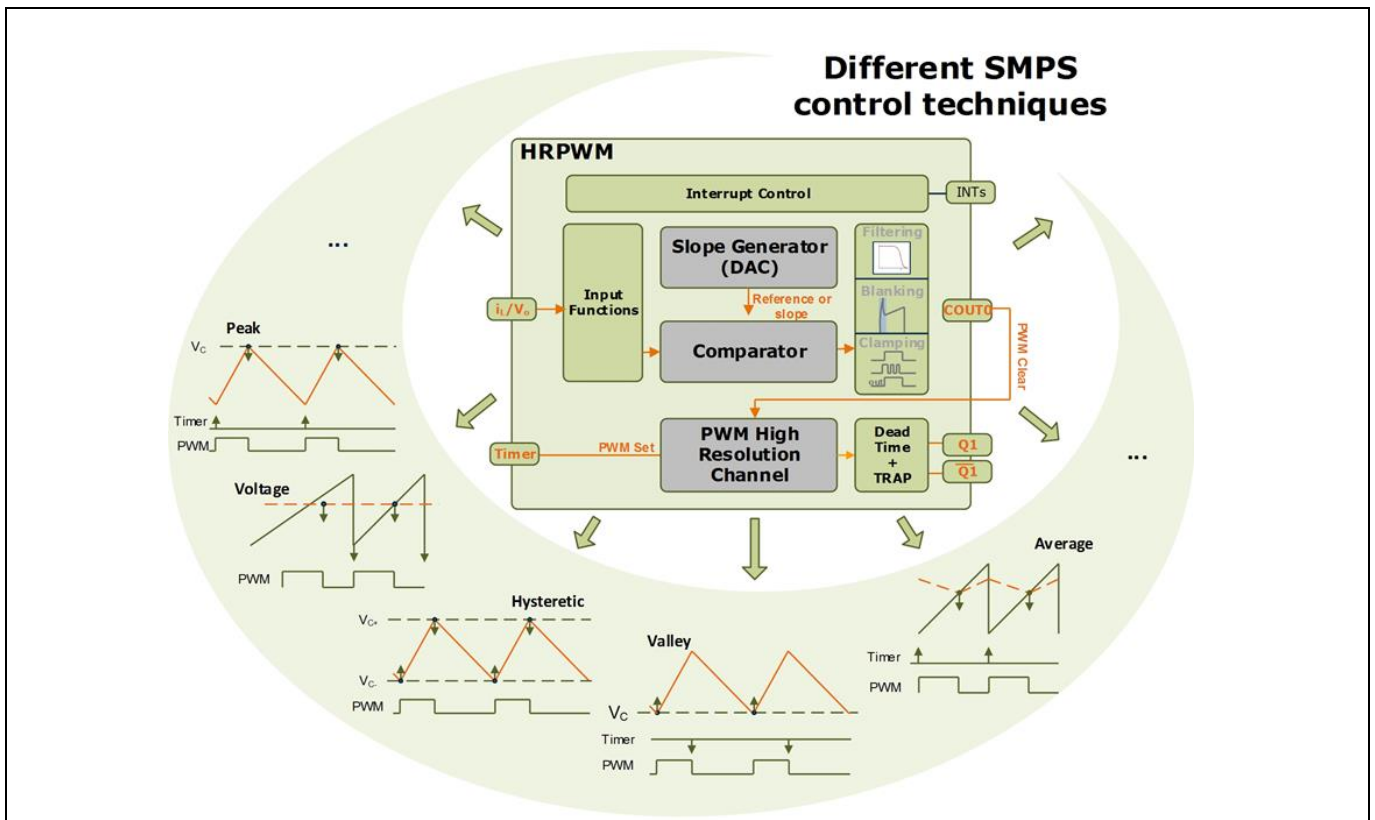 Different SMPS
control techniques
HRPWM
Interrupt Control
INTs
Input
Functions
Slope Generator
(DAC)
Filtering
Blanking
Clamping
iL/Vo
Reference or
slope
Comparator
COUT0
PWM Clear
Timer
PWM Set
PWM High
Resolution
Channel
Dead
Time
+
TRAP
Q1
Q1
...
...
Peak
VC
Timer
PWM
Voltage
PWM
Hysteretic
VC+
VC-
PWM
Valley
VC
Timer
PWM
Average
Timer
PWM